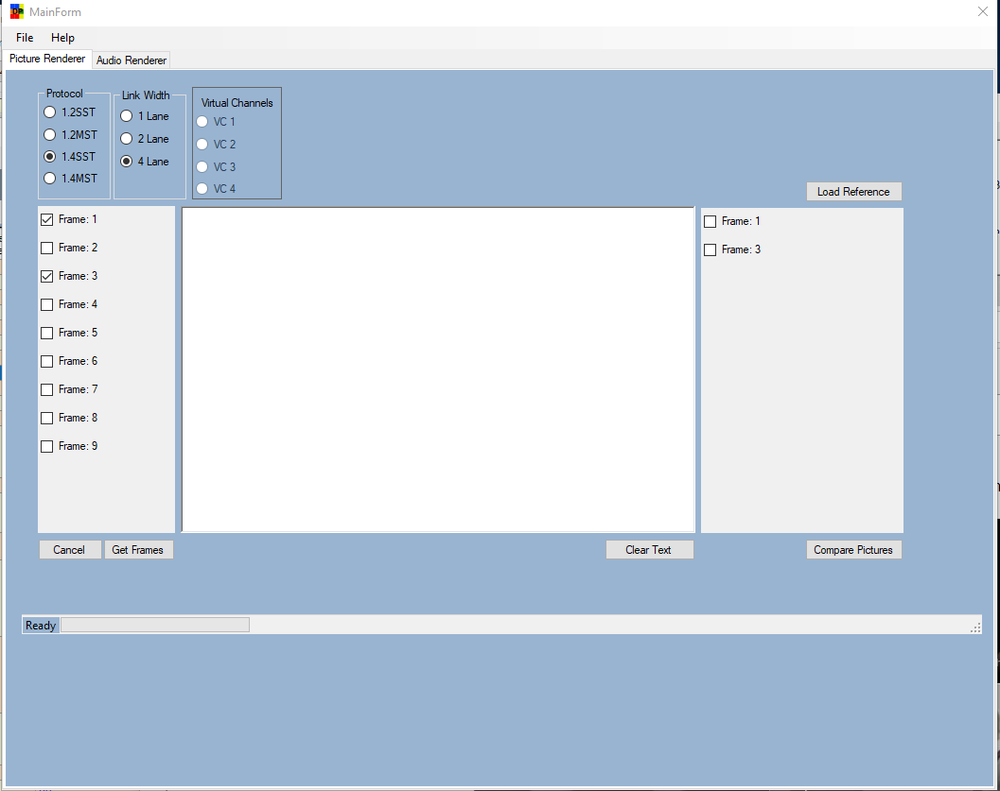 MainForm
File Help
Picture Renderer Audio Renderer
Protocol
1.2SST
1.2MST
1.4SST
1.4MST
Link Width
1 Lane
2 Lane
4 Lane
Virtual Channels
VC 1
VC 2
VC 3
VC 4
Load Reference
Frame: 1
Frame: 2
Frame: 3
Frame: 4
Frame: 5
Frame: 6
Frame: 7
Frame: 8
Frame: 9
Frame: 1
Frame: 3
Cancel Get Frames Clear Text Compare Pictures
Ready